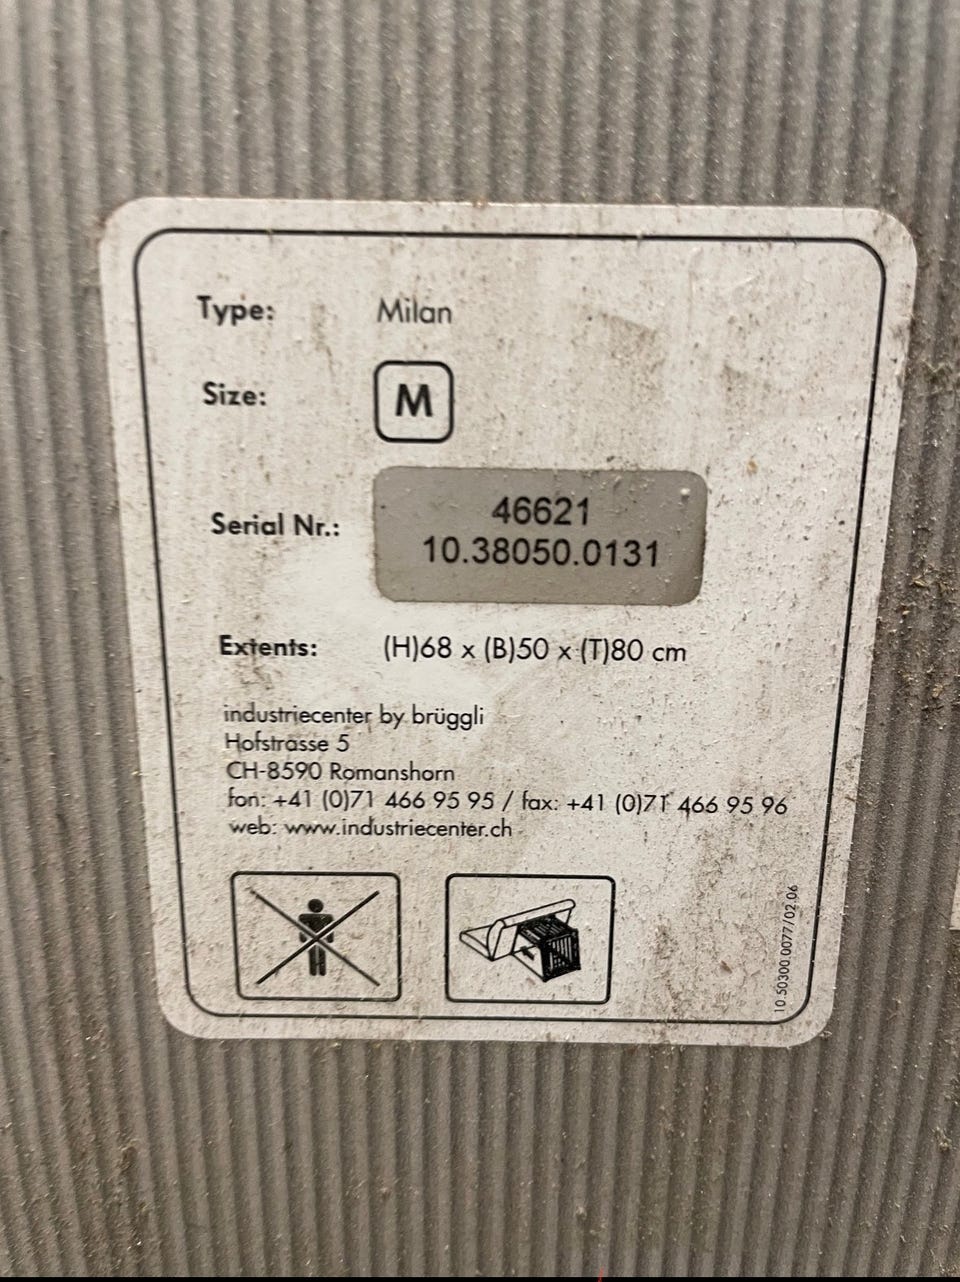 Type: Milan
Size: M
Serial Nr.: 46621
10.38050.0131
Extents: (H)68 x (B)50 x (T)80 cm
industriecenter by brüggli
Hofstrasse 5
CH-8590 Romanshorn
fon: +41 (0)71 466 95 95 / fax: +41 (0)71 466 95 96
web: www.industriecenter.ch
10.50300.0077/02.06